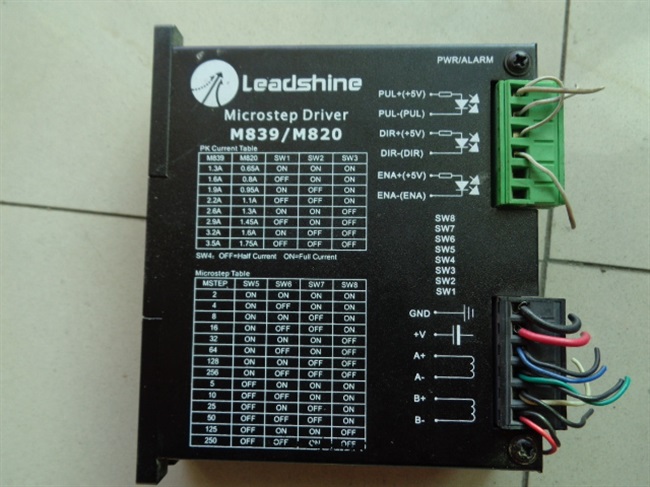 PWR/ALARM
Leadshine
Microstep Driver
M839/M820
PK Current Table
M839 M820 SW1 SW2 SW3
1.3A 0.65A ON ON ON
1.6A 0.8A OFF ON ON
1.9A 0.95A ON OFF ON
2.2A 1.1A OFF OFF ON
2.6A 1.3A ON ON OFF
2.9A 1.45A OFF ON OFF
3.2A 1.6A ON OFF OFF
3.5A 1.75A OFF OFF OFF
SW4: OFF=Half Current ON=Full Current
Microstep Table
MSTEP SW5 SW6 SW7 SW8
2 ON ON ON ON
4 OFF ON ON ON
8 ON OFF ON ON
16 OFF OFF ON ON
32 ON ON OFF ON
64 OFF ON OFF ON
128 ON OFF OFF ON
256 OFF OFF OFF ON
5 ON ON ON OFF
10 OFF ON ON OFF
25 ON OFF ON OFF
50 OFF OFF ON OFF
125 ON ON OFF OFF
250 OFF ON OFF OFF
PUL+(+5V)
PUL-(PUL)
DIR+(+5V)
DIR-(DIR)
ENA+(+5V)
ENA-(ENA)
SW8
SW7
SW6
SW5
SW4
SW3
SW2
SW1
GND
+V
A+
A-
B+
B-